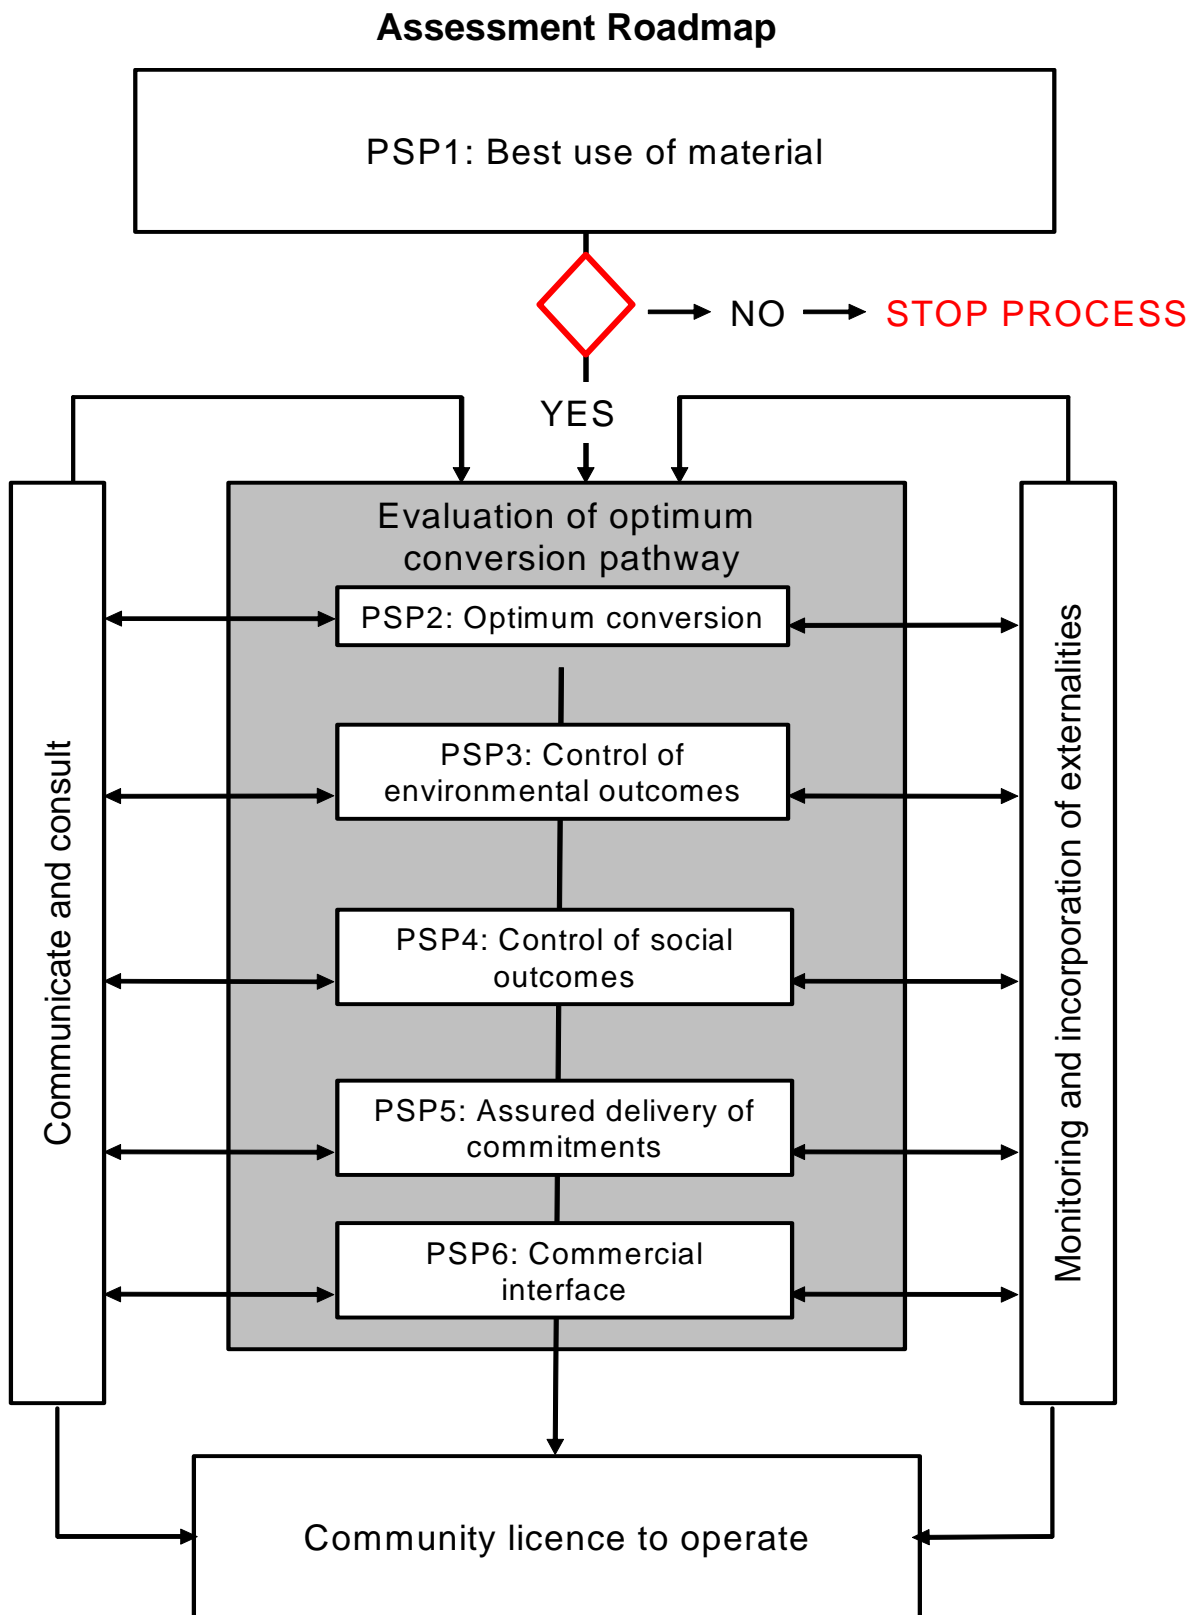 Assessment Roadmap
PSP1: Best use of material
NO
STOP PROCESS
YES
Evaluation of optimum
conversion pathway
PSP2: Optimum conversion
PSP3: Control of
environmental outcomes
PSP4: Control of social
outcomes
PSP5: Assured delivery of
commitments
PSP6: Commercial
interface
Communicate and consult
Monitoring and incorporation of externalities
Community licence to operate